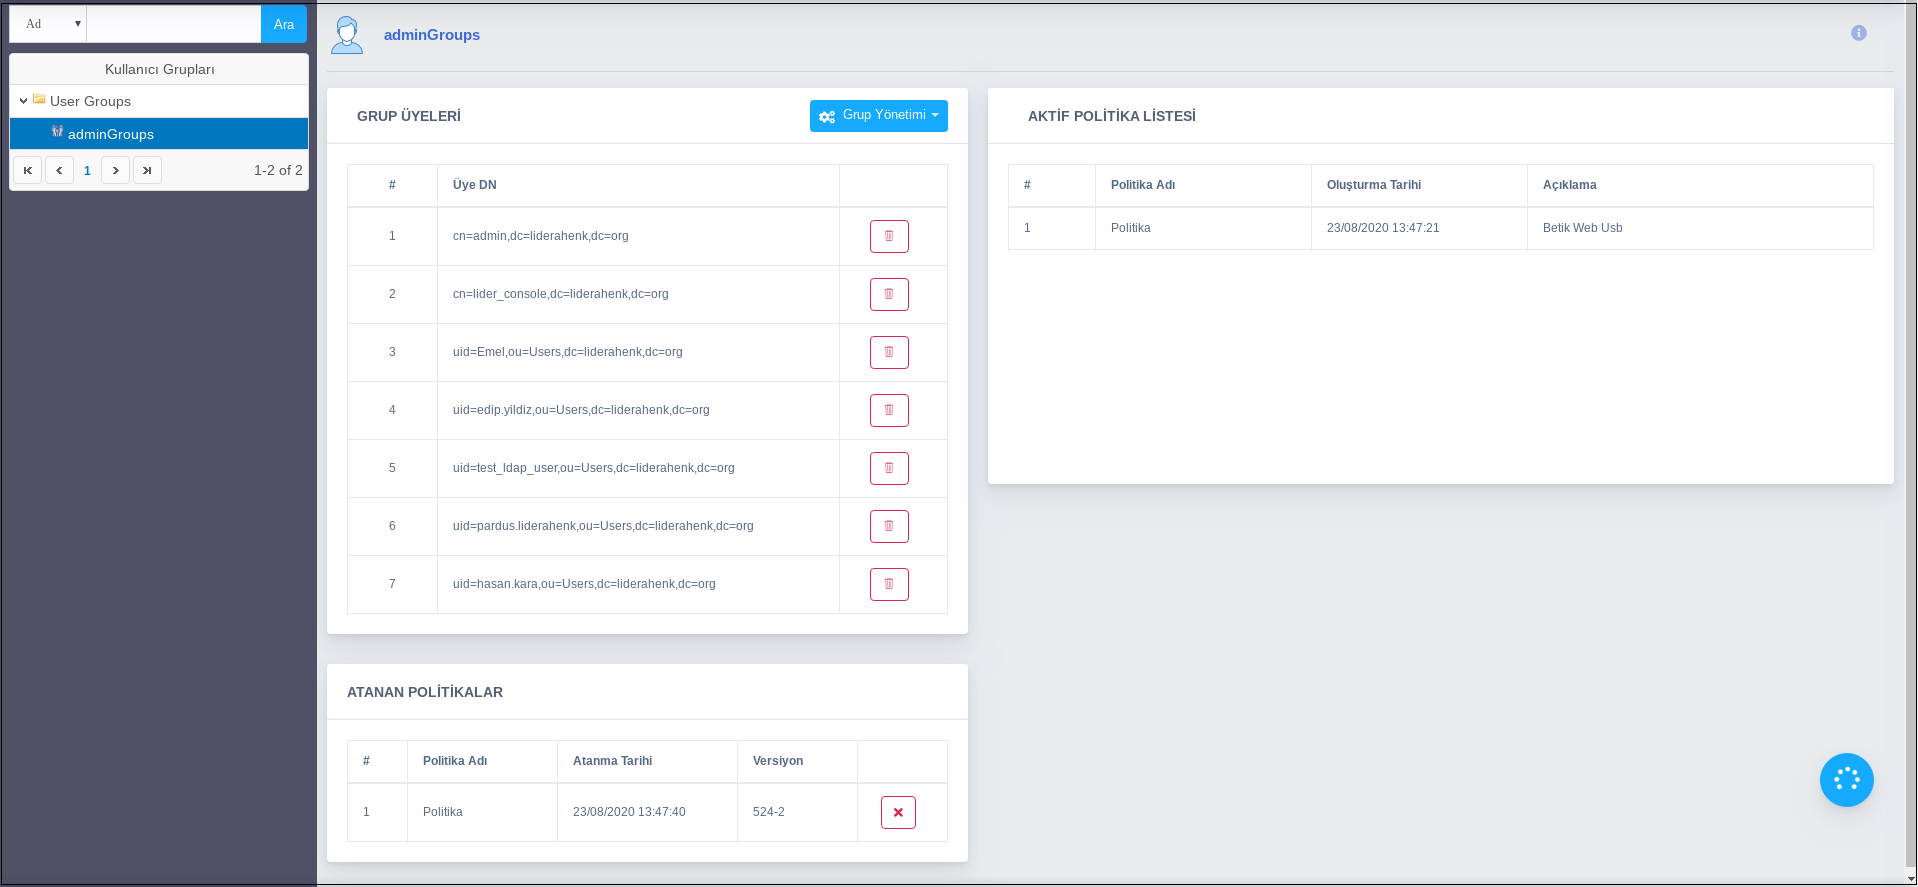 Ad
Ara
Kullanıcı Grupları
User Groups
adminGroups
1
1-2 of 2
adminGroups
GRUP ÜYELERİ
Grup Yönetimi
# Üye DN
1 cn=admin,dc=liderahenk,dc=org
2 cn=lider_console,dc=liderahenk,dc=org
3 uid=Emel,ou=Users,dc=liderahenk,dc=org
4 uid=edip.yildiz,ou=Users,dc=liderahenk,dc=org
5 uid=test_ldap_user,ou=Users,dc=liderahenk,dc=org
6 uid=pardus.liderahenk,ou=Users,dc=liderahenk,dc=org
7 uid=hasan.kara,ou=Users,dc=liderahenk,dc=org
ATANAN POLİTİKALAR
# Politika Adı Atanma Tarihi Versiyon
1 Politika 23/08/2020 13:47:40 524-2
AKTİF POLİTİKA LİSTESİ
# Politika Adı Oluşturma Tarihi Açıklama
1 Politika 23/08/2020 13:47:21 Betik Web Usb